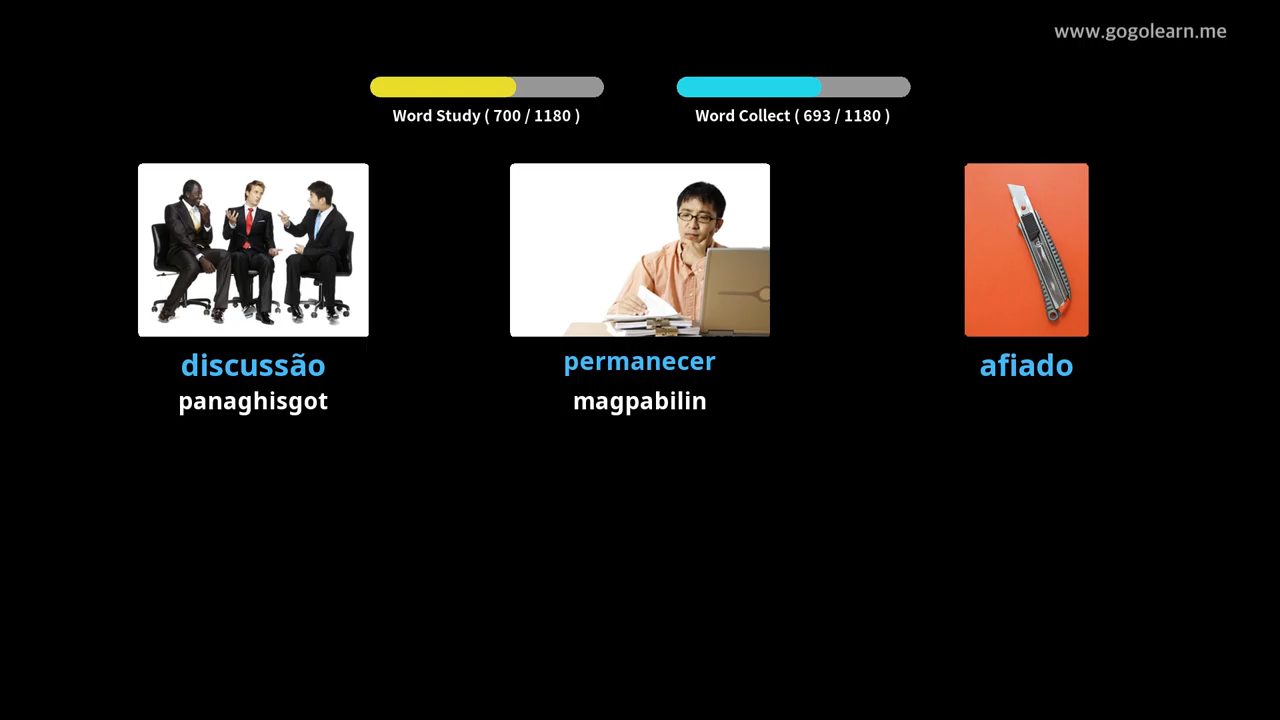 www.gogolearn.me
Word Study ( 700 / 1180 )
Word Collect ( 693 / 1180 )
discussão
panaghisgot
permanecer
magpabilin
afiado